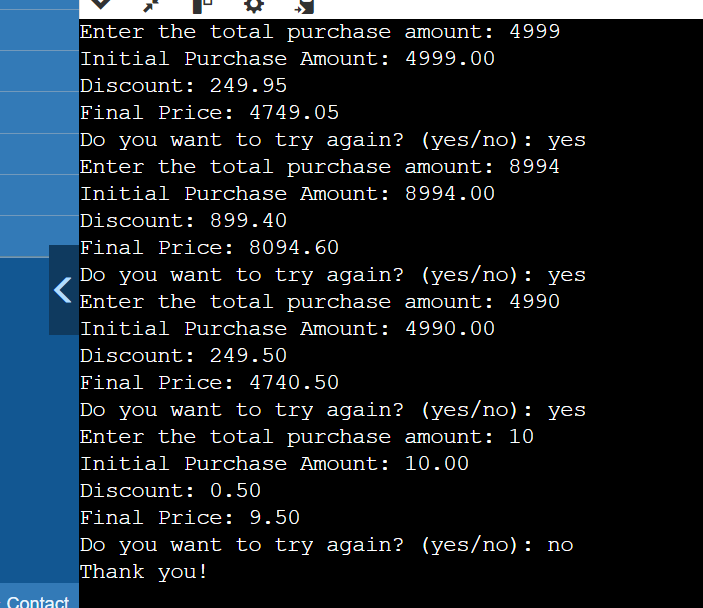 Enter the total purchase amount: 4999
Initial Purchase Amount: 4999.00
Discount: 249.95
Final Price: 4749.05
Do you want to try again? (yes/no): yes
Enter the total purchase amount: 8994
Initial Purchase Amount: 8994.00
Discount: 899.40
Final Price: 8094.60
Do you want to try again? (yes/no): yes
Enter the total purchase amount: 4990
Initial Purchase Amount: 4990.00
Discount: 249.50
Final Price: 4740.50
Do you want to try again? (yes/no): yes
Enter the total purchase amount: 10
Initial Purchase Amount: 10.00
Discount: 0.50
Final Price: 9.50
Do you want to try again? (yes/no): no
Thank you!
Contact